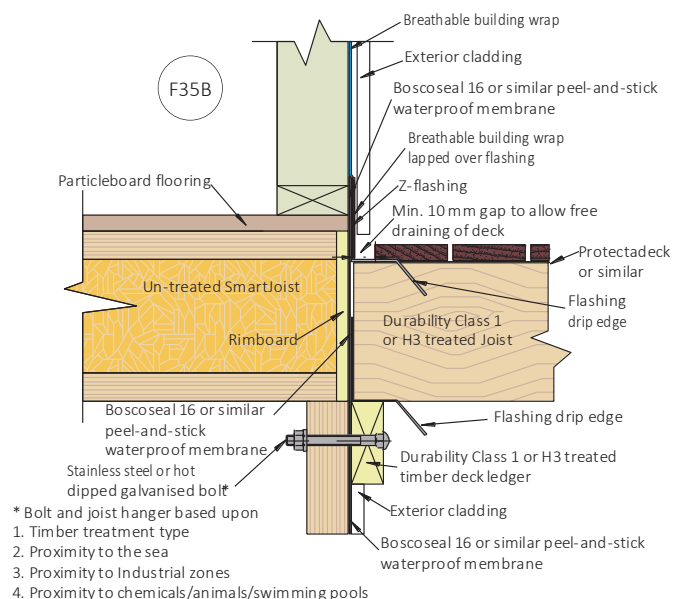 Breathable building wrap
Exterior cladding
F35B
Boscoseal 16 or similar peel-and-stick
waterproof membrane
Breathable building wrap
lapped over flashing
Particleboard flooring
Z-flashing
Min. 10 mm gap to allow free
draining of deck
Protectadeck
or similar
Un-treated SmartJoist
Flashing
drip edge
Rimboard
Durability Class 1
or H3 treated Joist
Boscoseal 16 or similar
peel-and-stick
waterproof membrane
Flashing drip edge
Stainless steel or hot
dipped galvanised bolt*
Durability Class 1 or H3 treated
timber deck ledger
* Bolt and joist hanger based upon
1. Timber treatment type
2. Proximity to the sea
3. Proximity to Industrial zones
4. Proximity to chemicals/animals/swimming pools
Exterior cladding
Boscoseal 16 or similar peel-and-stick
waterproof membrane